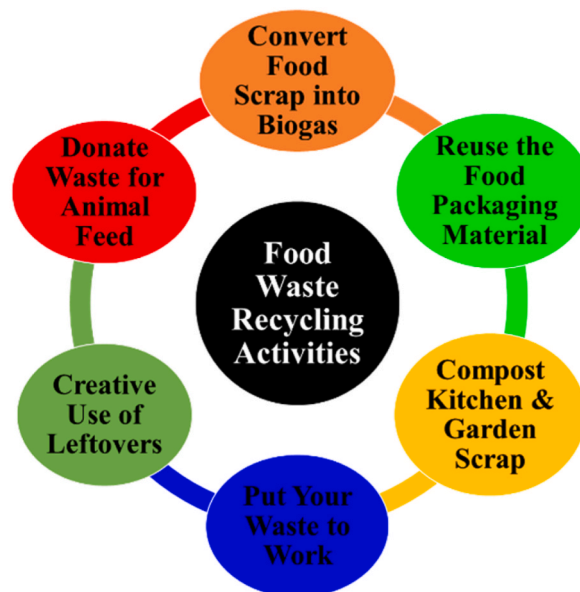 Convert
Food
Scrap into
Biogas
Reuse the
Food
Packaging
Material
Compost
Kitchen &
Garden
Scrap
Put Your
Waste to
Work
Creative
Use of
Leftovers
Donate
Waste for
Animal
Feed
Food
Waste
Recycling
Activities